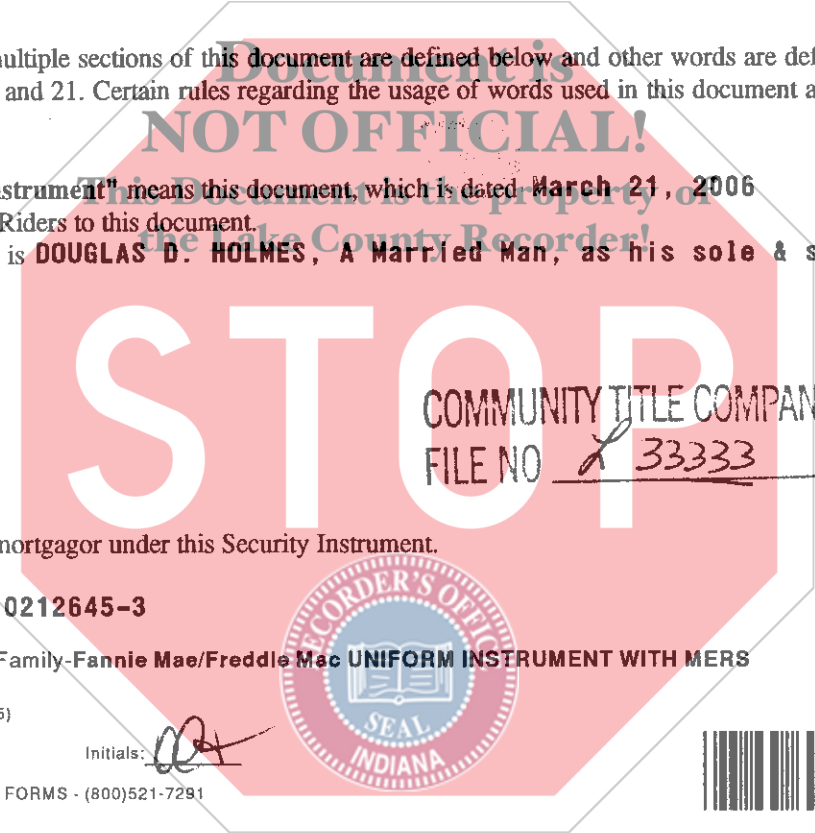 Document is
multiple sections of this document are defined below and other words are def
and 21. Certain rules regarding the usage of words used in this document a
NOT OFFICIAL!
strument" means this document, which is dated March 21, 2006
This Document is the property of
Riders to this document.
the Lake County Recorder!
is DOUGLAS D. HOLMES, A Married Man, as his sole & s
STOP
COMMUNITY TITLE COMPAN
FILE NO 33333
mortgagor under this Security Instrument.
0212645-3
RECORDER'S OFFICE
Family-Fannie Mae/Freddie Mac UNIFORM INSTRUMENT WITH MERS
5)
SEAL
INDIANA
Initials:
FORMS - (800)521-7291